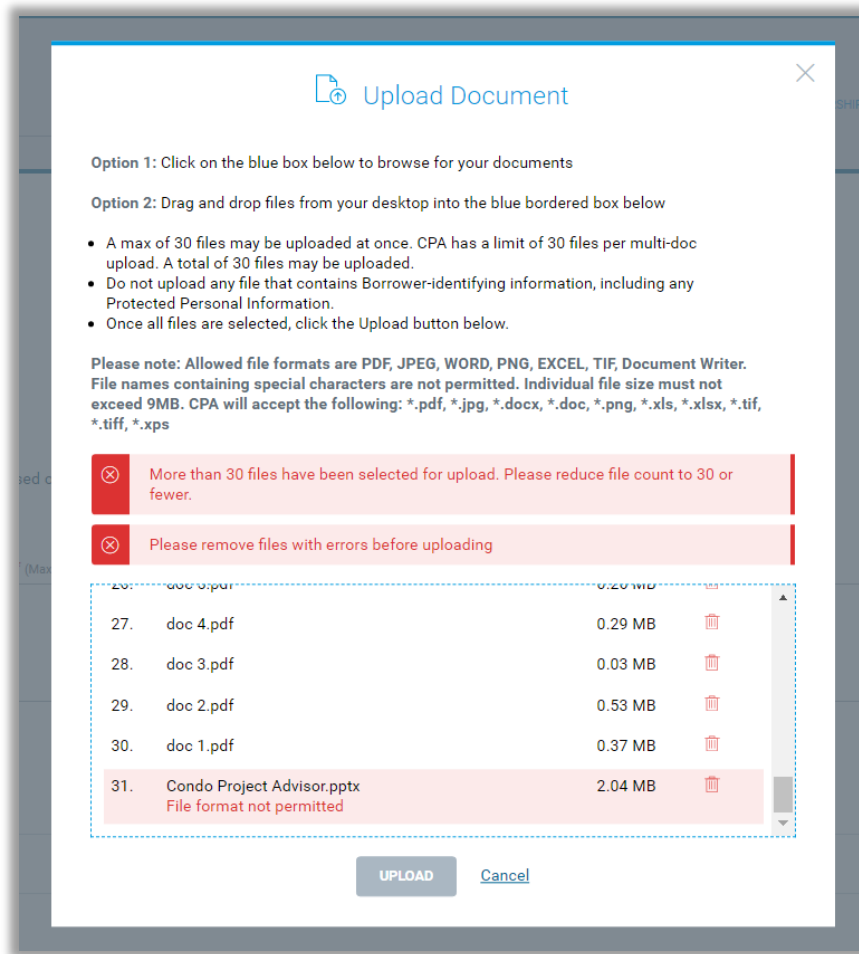 Upload Document
Option 1: Click on the blue box below to browse for your documents
Option 2: Drag and drop files from your desktop into the blue bordered box below
• A max of 30 files may be uploaded at once. CPA has a limit of 30 files per multi-doc
upload. A total of 30 files may be uploaded.
• Do not upload any file that contains Borrower-identifying information, including any
Protected Personal Information.
• Once all files are selected, click the Upload button below.
Please note: Allowed file formats are PDF, JPEG, WORD, PNG, EXCEL, TIF, Document Writer.
File names containing special characters are not permitted. Individual file size must not
exceed 9MB. CPA will accept the following: *.pdf, *.jpg, *.docx, *.doc, *.png, *.xls, *.xlsx, *.tif,
*.tiff, *.xps
More than 30 files have been selected for upload. Please reduce file count to 30 or
fewer.
Please remove files with errors before uploading
(Max
27. doc 4.pdf 0.29 MB
28. doc 3.pdf 0.03 MB
29. doc 2.pdf 0.53 MB
30. doc 1.pdf 0.37 MB
31. Condo Project Advisor.pptx 2.04 MB
File format not permitted
UPLOAD Cancel